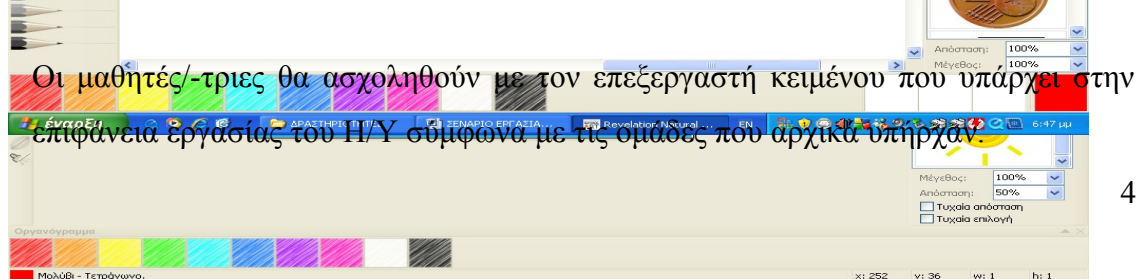 Απόσταση: 100%
Μέγεθος: 100%
Οι μαθητές/-τριες θα ασχοληθούν με τον επεξεργαστή κειμένου που υπάρχει στην
έναρξη ΞΕΝΑΡΙΟ ΕΡΓΑΣΙΑ... Revelation Natural ... EN 6:47 μμ
επιφάνεια εργασίας του Π/Υ σύμφωνα με τις ομάδες που αρχικά υπήρχαν.
Μέγεθος: 100%
Απόσταση: 50%
4
Τυχαία απόσταση
Τυχαία επιλογή
Οργανόγραμμα
Μολύβι - Τετράγωνο. x: 252 y: 36 w: 1 h: 1